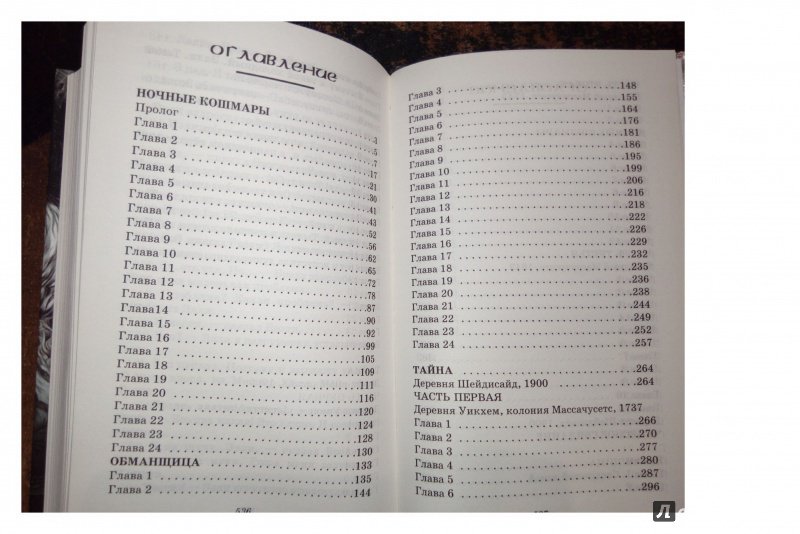 ОГЛАВЛЕНИЕ
НОЧНЫЕ КОШМАРЫ . . . 3
Пролог . . . 5
Глава 1 . . . 7
Глава 2 . . . 17
Глава 3 . . . 21
Глава 4 . . . 30
Глава 5 . . . 41
Глава 6 . . . 43
Глава 7 . . . 52
Глава 8 . . . 56
Глава 9 . . . 62
Глава 10 . . . 65
Глава 11 . . . 72
Глава 12 . . . 78
Глава 13 . . . 87
Глава14 . . . 90
Глава 15 . . . 92
Глава 16 . . . 99
Глава 17 . . . 105
Глава 18 . . . 109
Глава 19 . . . 111
Глава 20 . . . 116
Глава 21 . . . 120
Глава 22 . . . 124
Глава 23 . . . 128
Глава 24 . . . 130
ОБМАНЩИЦА . . . 133
Глава 1 . . . 135
Глава 2 . . . 144
536
Глава 3 . . . 148
Глава 4 . . . 155
Глава 5 . . . 164
Глава 6 . . . 176
Глава 7 . . . 181
Глава 8 . . . 186
Глава 9 . . . 195
Глава 10 . . . 199
Глава 11 . . . 206
Глава 12 . . . 216
Глава 13 . . . 218
Глава 14 . . . 222
Глава 15 . . . 226
Глава 16 . . . 229
Глава 17 . . . 232
Глава 18 . . . 235
Глава 19 . . . 236
Глава 20 . . . 238
Глава 21 . . . 244
Глава 22 . . . 249
Глава 23 . . . 252
Глава 24 . . . 257
ТАЙНА . . . 264
Деревня Шейдисайд, 1900 . . . 264
ЧАСТЬ ПЕРВАЯ
Деревня Уикхем, колония Массачусетс, 1737
Глава 1 . . . 266
Глава 2 . . . 270
Глава 3 . . . 277
Глава 4 . . . 280
Глава 5 . . . 287
Глава 6 . . . 296